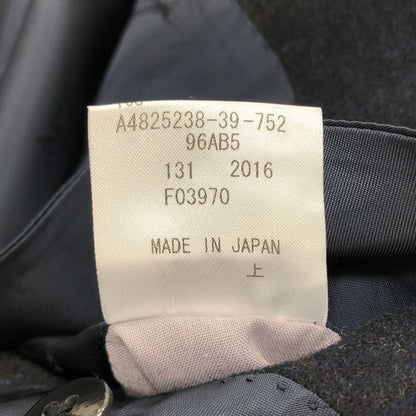 A4825238-39-752
96AB5
131 2016
F03970
MADE IN JAPAN
上